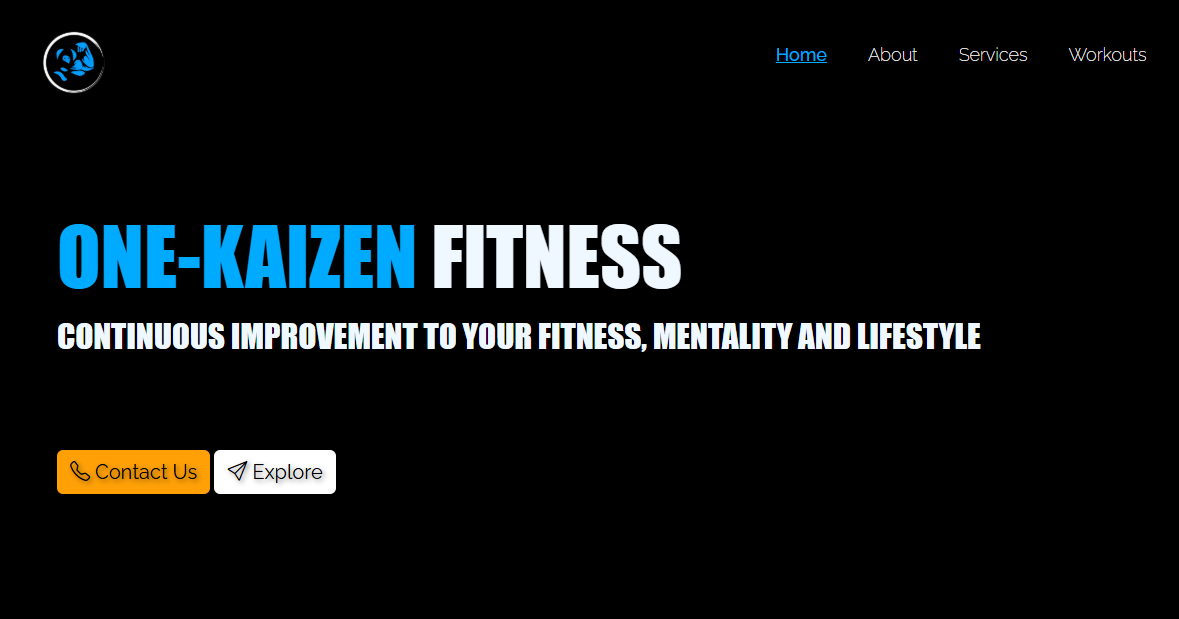 Home About Services Workouts
ONE-KAIZEN FITNESS
CONTINUOUS IMPROVEMENT TO YOUR FITNESS, MENTALITY AND LIFESTYLE
Contact Us Explore